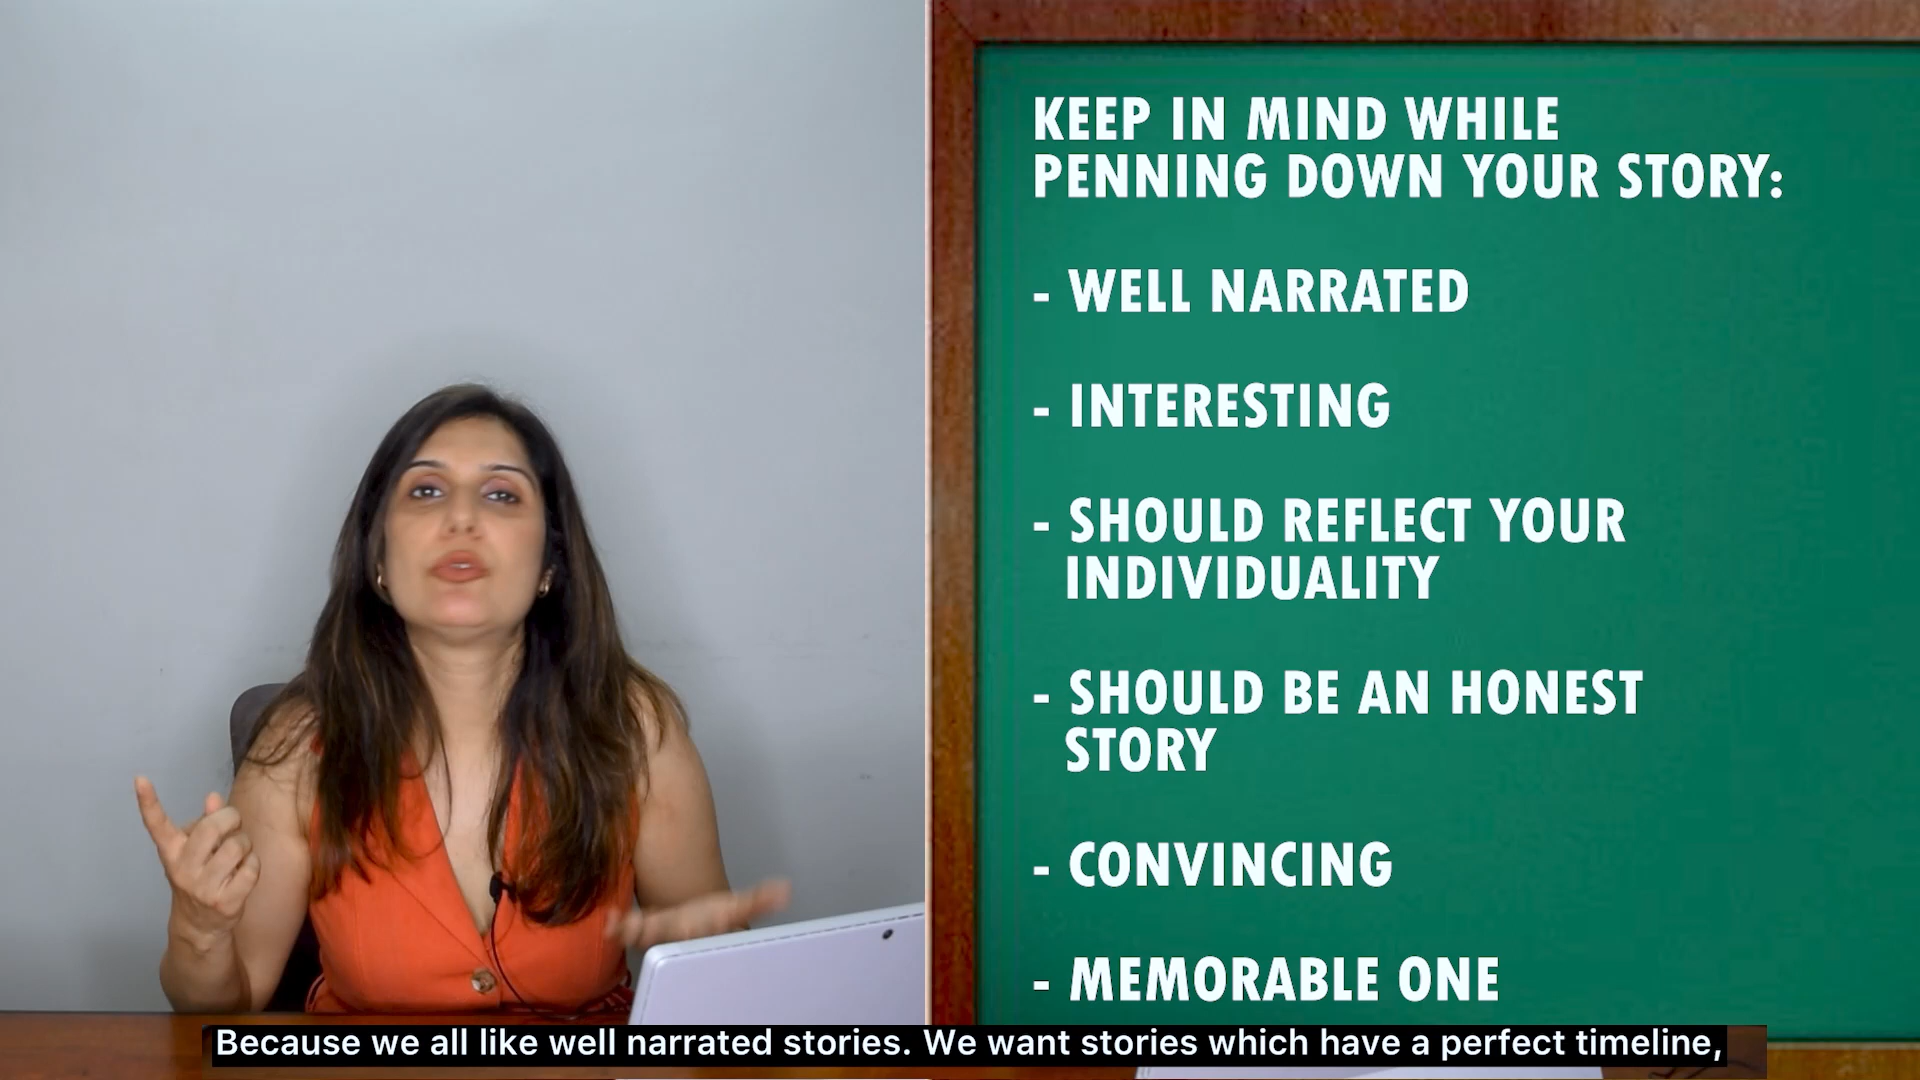 KEEP IN MIND WHILE
PENNING DOWN YOUR STORY:
- WELL NARRATED
- INTERESTING
- SHOULD REFLECT YOUR
INDIVIDUALITY
- SHOULD BE AN HONEST
STORY
- CONVINCING
- MEMORABLE ONE
Because we all like well narrated stories. We want stories which have a perfect timeline,